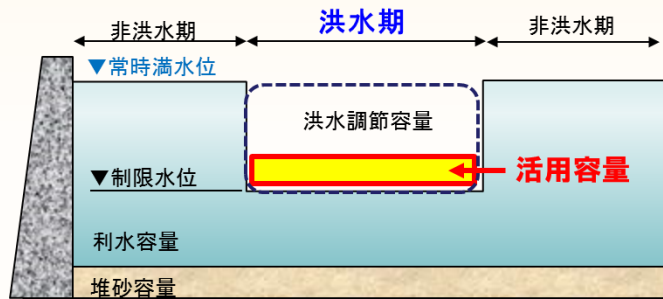 非洪水期
洪水期
非洪水期
▼常時満水位
洪水調節容量
▼制限水位
活用容量
利水容量
堆砂容量